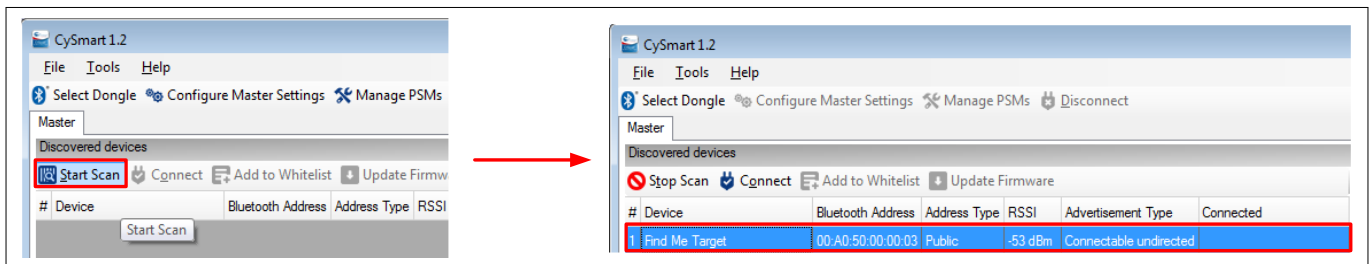 CySmart 1.2
File Tools Help
Select Dongle Configure Master Settings Manage PSMs
Master
Discovered devices
Start Scan Connect Add to Whitelist Update Firmw
# Device Bluetooth Address Address Type RSSI
Start Scan
CySmart 1.2
File Tools Help
Select Dongle Configure Master Settings Manage PSMs Disconnect
Master
Discovered devices
Stop Scan Connect Add to Whitelist Update Firmware
# Device Bluetooth Address Address Type RSSI Advertisement Type Connected
1 Find Me Target 00:A0:50:00:00:03 Public -53 dBm Connectable undirected